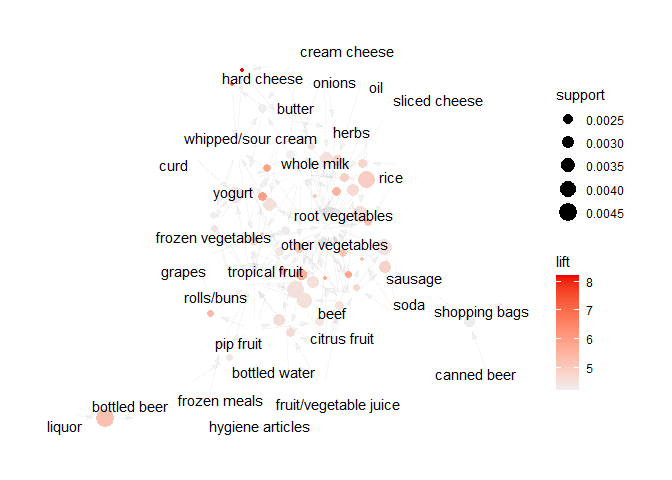 cream cheese
hard cheese
onions
oil
butter
sliced cheese
herbs
whipped/sour cream
curd
whole milk
rice
yogurt
root vegetables
frozen vegetables
other vegetables
grapes
tropical fruit
sausage
rolls/buns
soda
beef
shopping bags
pip fruit
citrus fruit
bottled water
canned beer
frozen meals
fruit/vegetable juice
bottled beer
liquor
hygiene articles
support
0.0025
0.0030
0.0035
0.0040
0.0045
lift
8
7
6
5